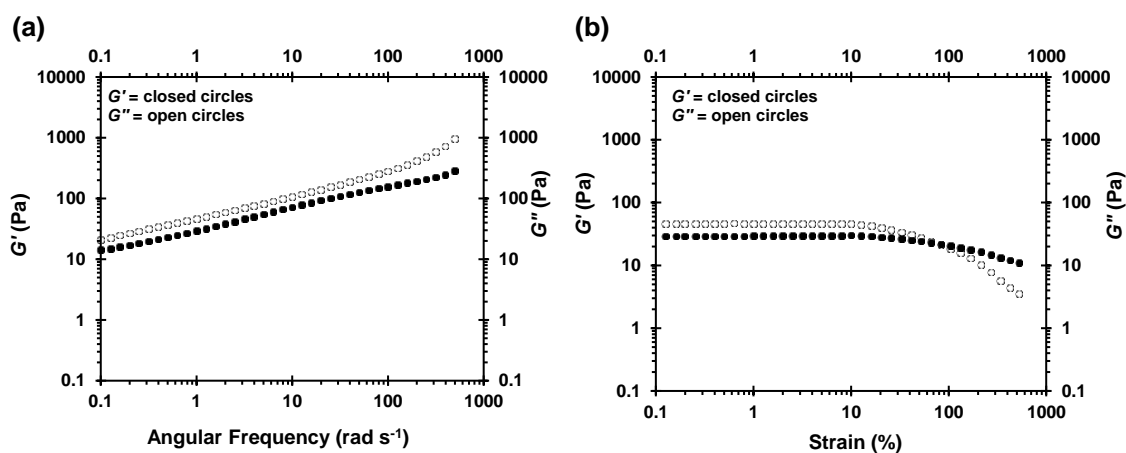 (a)
0.1 1 10 100 1000
10000 10000
G' = closed circles
G'' = open circles
1000 1000
100 100
10 10
1 1
0.1 0.1
G' (Pa)
G'' (Pa)
0.1 1 10 100 1000
Angular Frequency (rad s-1)
(b)
0.1 1 10 100 1000
10000 10000
G' = closed circles
G'' = open circles
1000 1000
100 100
10 10
1 1
0.1 0.1
G' (Pa)
G'' (Pa)
0.1 1 10 100 1000
Strain (%)